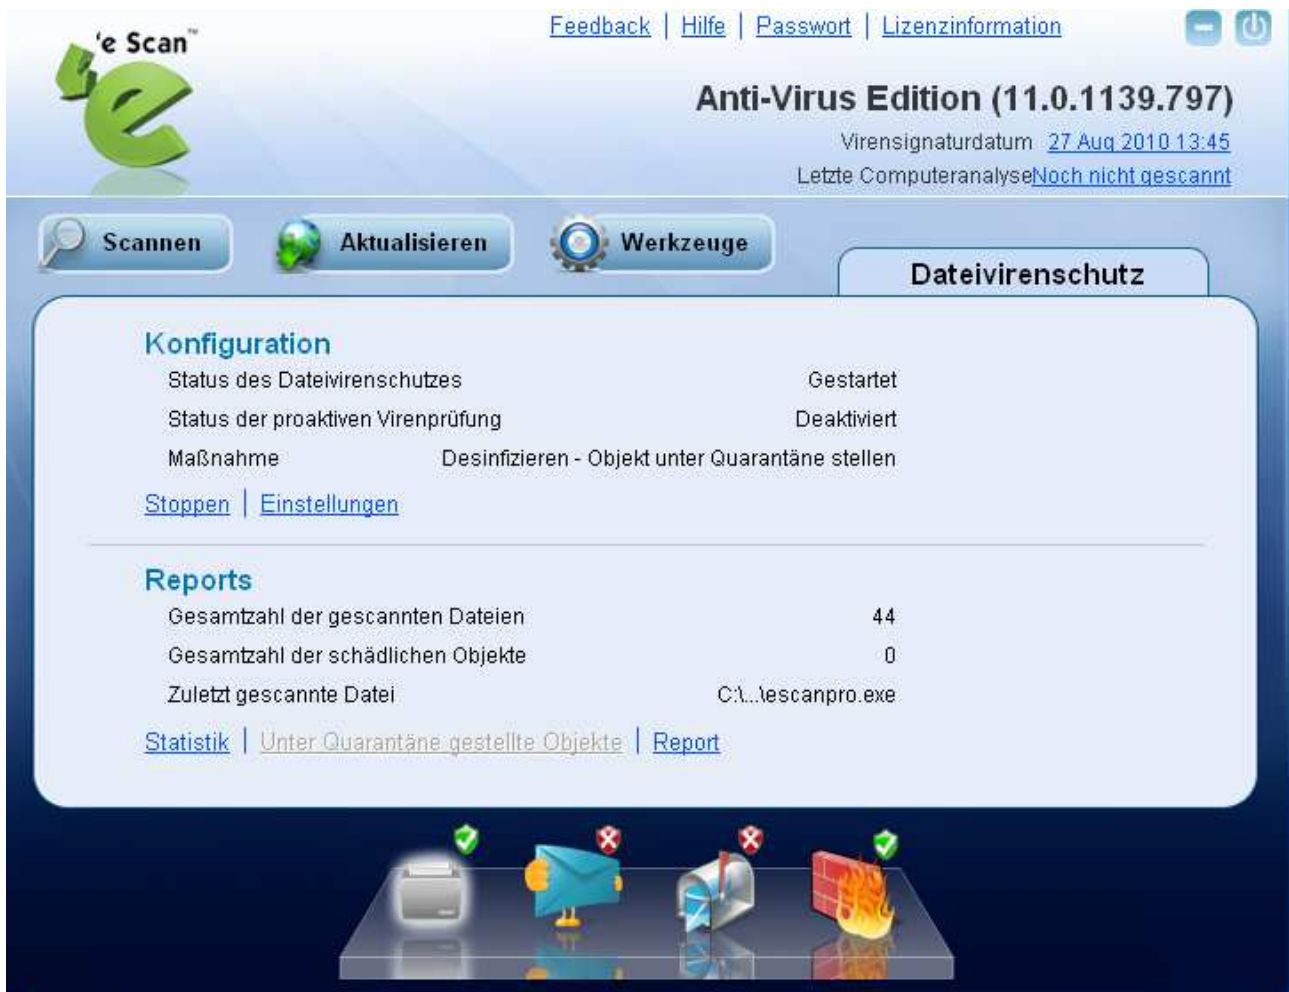 'e Scan™
Feedback | Hilfe | Passwort | Lizenzinformation
Anti-Virus Edition (11.0.1139.797)
Virensignaturdatum 27 Aug 2010 13:45
Letzte Computeranalyse Noch nicht gescannt
Scannen Aktualisieren Werkzeuge
Dateivirenschutz
Konfiguration
Status des Dateivirenschutzes Gestartet
Status der proaktiven Virenprüfung Deaktiviert
Maßnahme Desinfizieren - Objekt unter Quarantäne stellen
Stoppen | Einstellungen
Reports
Gesamtzahl der gescannten Dateien 44
Gesamtzahl der schädlichen Objekte 0
Zuletzt gescannte Datei C:\...\escanpro.exe
Statistik | Unter Quarantäne gestellte Objekte | Report